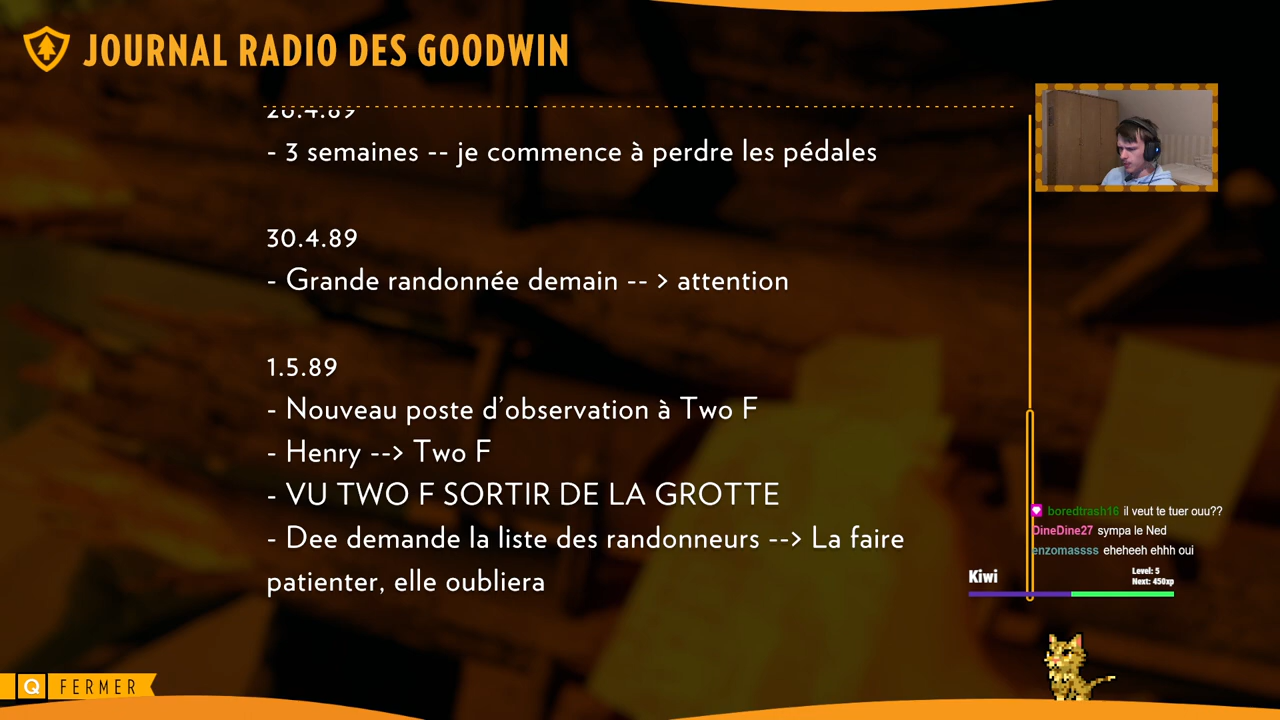 JOURNAL RADIO DES GOODWIN
- 3 semaines -- je commence à perdre les pédales
30.4.89
- Grande randonnée demain -- > attention
1.5.89
- Nouveau poste d'observation à Two F
- Henry --> Two F
- VU TWO F SORTIR DE LA GROTTE
- Dee demande la liste des randonneurs --> La faire
patienter, elle oubliera
boredtrash16 il veut te tuer ouu??
DineDine27 sympa le Ned
enzomassss eheheeh ehhh oui
Kiwi
Level: 5
Next: 450xp
Q FERMER